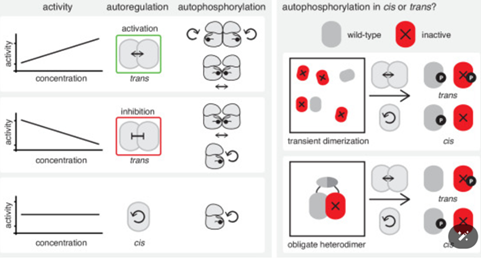 activity
autoregulation
autophosphorylation
activity
concentration
activation
trans
activity
concentration
inhibition
trans
activity
concentration
cis
autophosphorylation in cis or trans?
wild-type
inactive
transient dimerization
P
P
trans
P
cis
obligate heterodimer
P
P
trans
P
cis